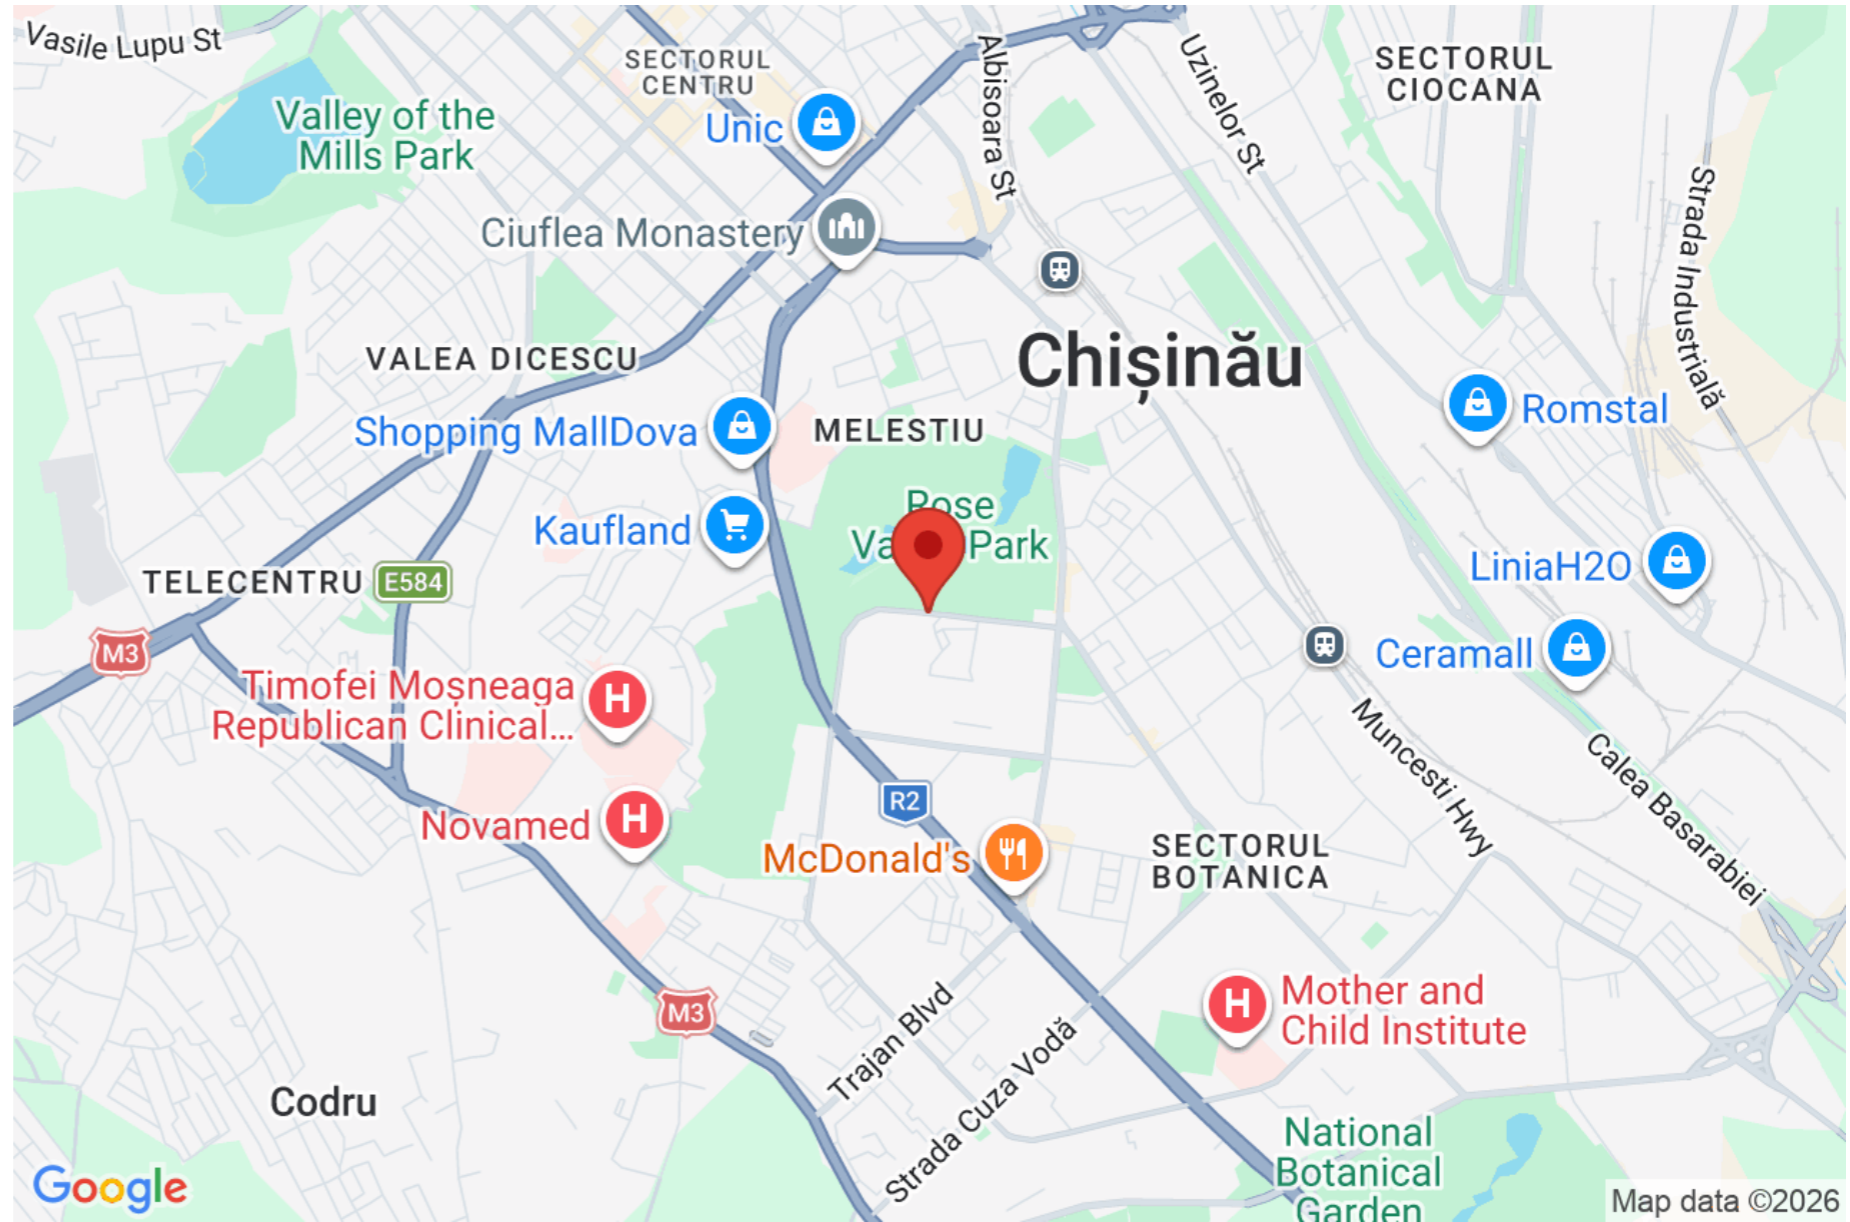 Vasile Lupu St
SECTORUL
CENTRU
Albisoara St
Uzinelor St
SECTORUL
CIOCANA
Valley of the
Mills Park
Unic
Strada Industrială
Ciuflea Monastery
Chișinău
VALEA DICESCU
Shopping MallDova
MELESTIU
Romstal
Rose
Park
Kaufland
LiniaH2O
TELECENTRU
E584
M3
Ceramall
Timofei Moșneaga
Republican Clinical...
H
Muncesti Hwy
Calea Basarabiei
R2
Novamed
H
McDonald's
SECTORUL
BOTANICA
M3
Trajan Blvd
Strada Cuza Vodă
H
Mother and
Child Institute
Codru
National
Botanical
Garden
Google
Map data ©2026